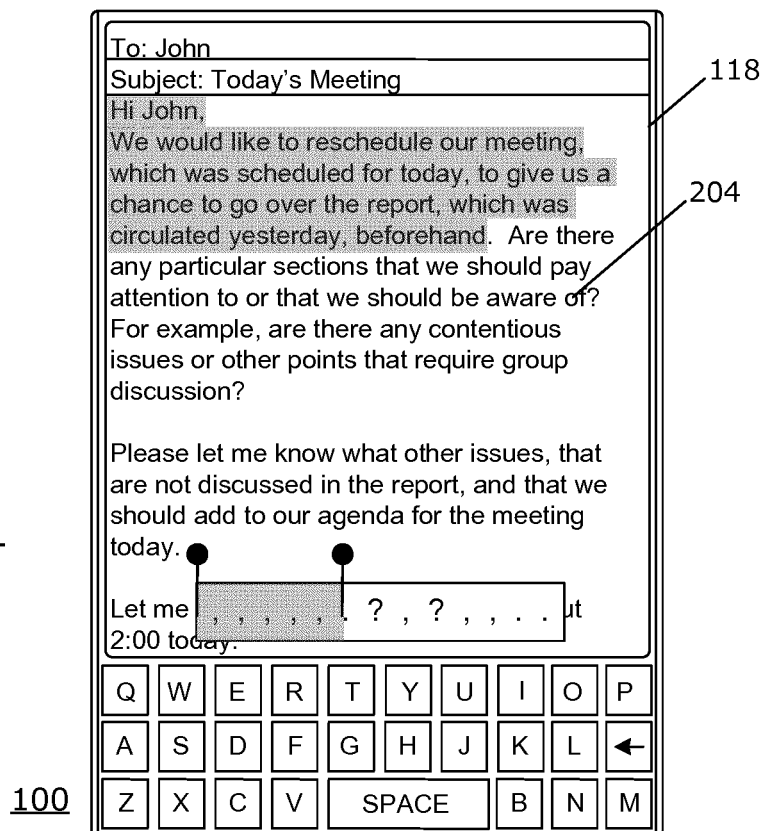 To: John
Subject: Today's Meeting
118
Hi John,
We would like to reschedule our meeting,
which was scheduled for today, to give us a
chance to go over the report, which was
204
circulated yesterday, beforehand. Are there
any particular sections that we should pay
attention to or that we should be aware of?
For example, are there any contentious
issues or other points that require group
discussion?
Please let me know what other issues, that
are not discussed in the report, and that we
should add to our agenda for the meeting
today.
Let me , , , , , . ? , ? , , . . ut
2:00 today.
Q W E R T Y U I O P
A S D F G H J K L ←
100
Z X C V SPACE B N M